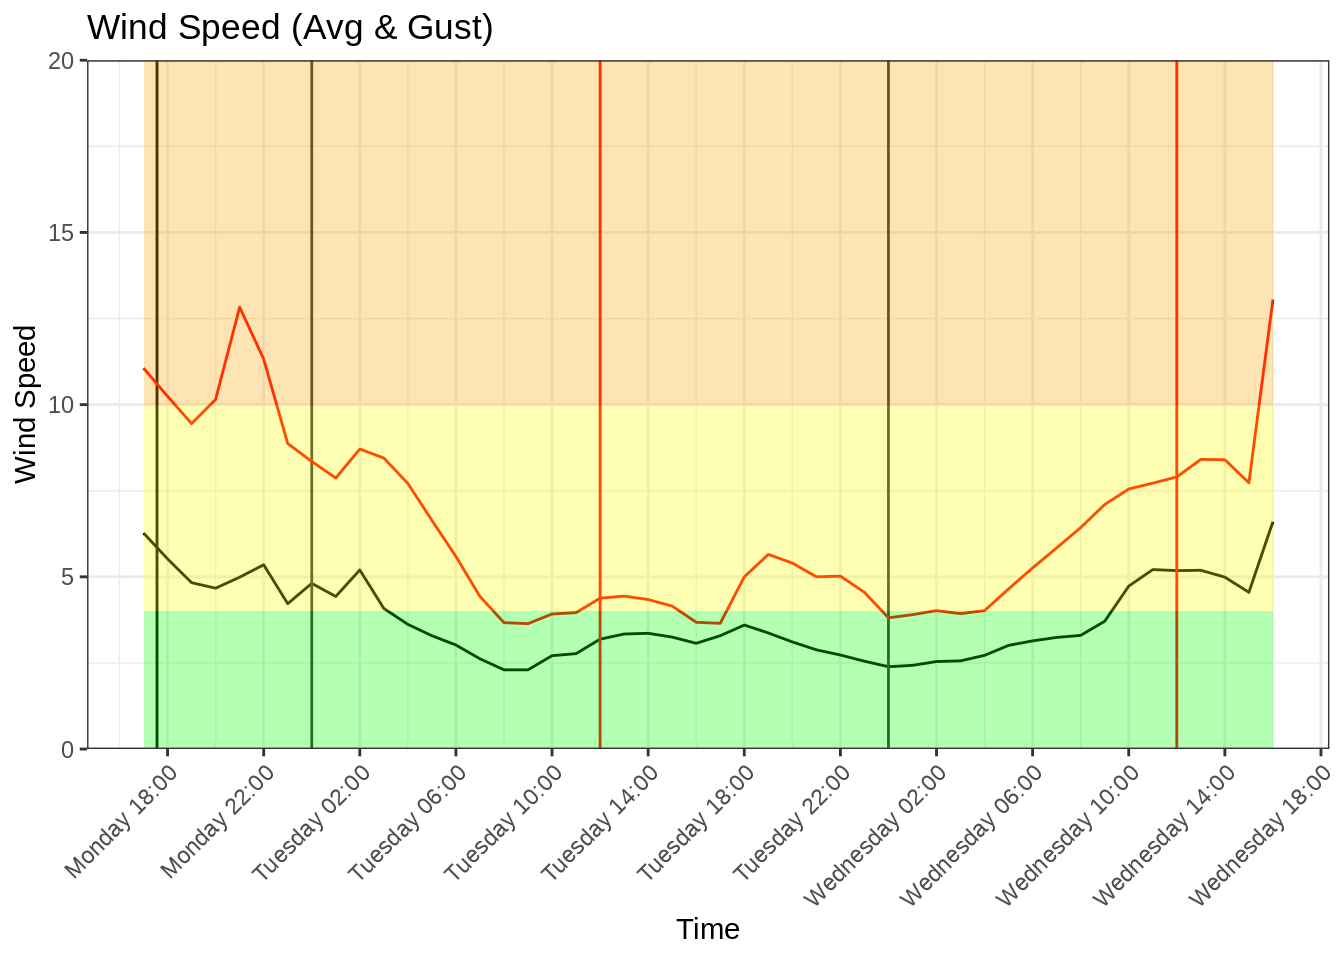 Wind Speed (Avg & Gust)
20
15
10
5
0
Wind Speed
Monday 18:00
Monday 22:00
Tuesday 02:00
Tuesday 06:00
Tuesday 10:00
Tuesday 14:00
Tuesday 18:00
Tuesday 22:00
Wednesday 02:00
Wednesday 06:00
Wednesday 10:00
Wednesday 14:00
Wednesday 18:00
Time